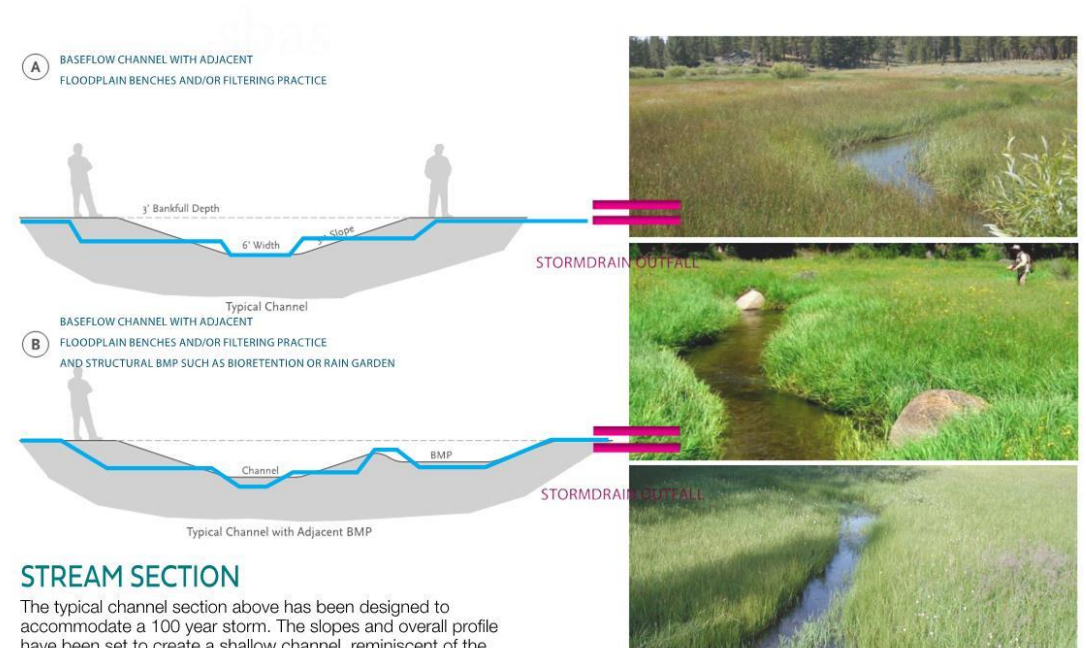 A
BASEFLOW CHANNEL WITH ADJACENT
FLOODPLAIN BENCHES AND/OR FILTERING PRACTICE
3' Bankfull Depth
6' Width
Slope
STORMDRAIN OUTFALL
Typical Channel
B
BASEFLOW CHANNEL WITH ADJACENT
FLOODPLAIN BENCHES AND/OR FILTERING PRACTICE
AND STRUCTURAL BMP SUCH AS BIORETENTION OR RAIN GARDEN
Channel
BMP
STORMDRAIN OUTFALL
Typical Channel with Adjacent BMP
STREAM SECTION
The typical channel section above has been designed to
accommodate a 100 year storm. The slopes and overall profile
have been set to create a shallow channel, reminiscent of the